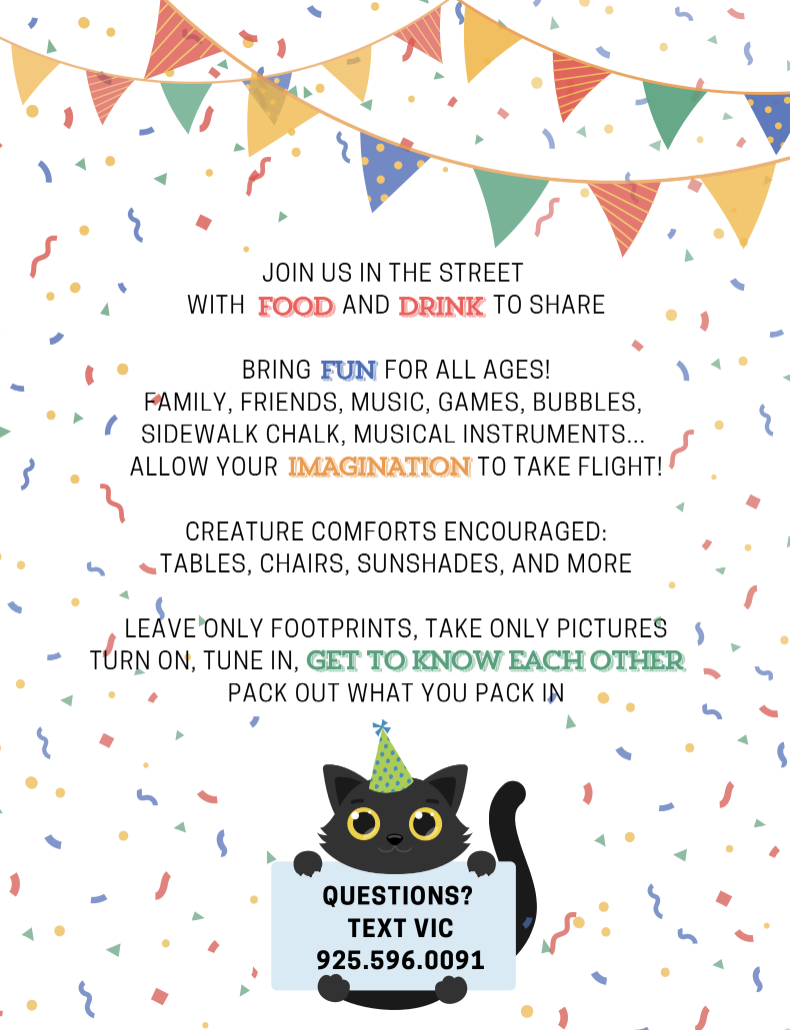 JOIN US IN THE STREET
WITH FOOD AND DRINK TO SHARE
BRING FUN FOR ALL AGES!
FAMILY, FRIENDS, MUSIC, GAMES, BUBBLES,
SIDEWALK CHALK, MUSICAL INSTRUMENTS...
ALLOW YOUR IMAGINATION TO TAKE FLIGHT!
CREATURE COMFORTS ENCOURAGED:
TABLES, CHAIRS, SUNSHADES, AND MORE
LEAVE ONLY FOOTPRINTS, TAKE ONLY PICTURES
TURN ON, TUNE IN, GET TO KNOW EACH OTHER
PACK OUT WHAT YOU PACK IN
QUESTIONS?
TEXT VIC
925.596.0091